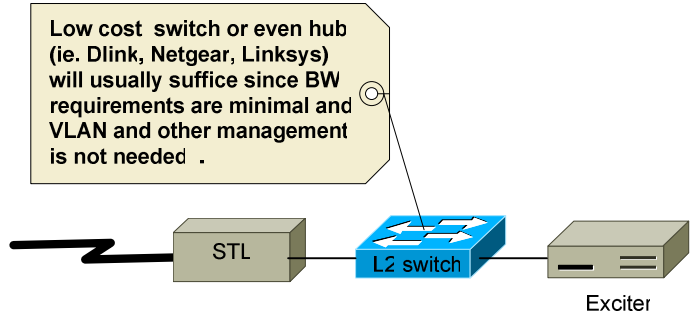 Low cost switch or even hub
(ie. Dlink, Netgear, Linksys)
will usually suffice since BW
requirements are minimal and
VLAN and other management
is not needed .
STL
L2 switch
Exciter